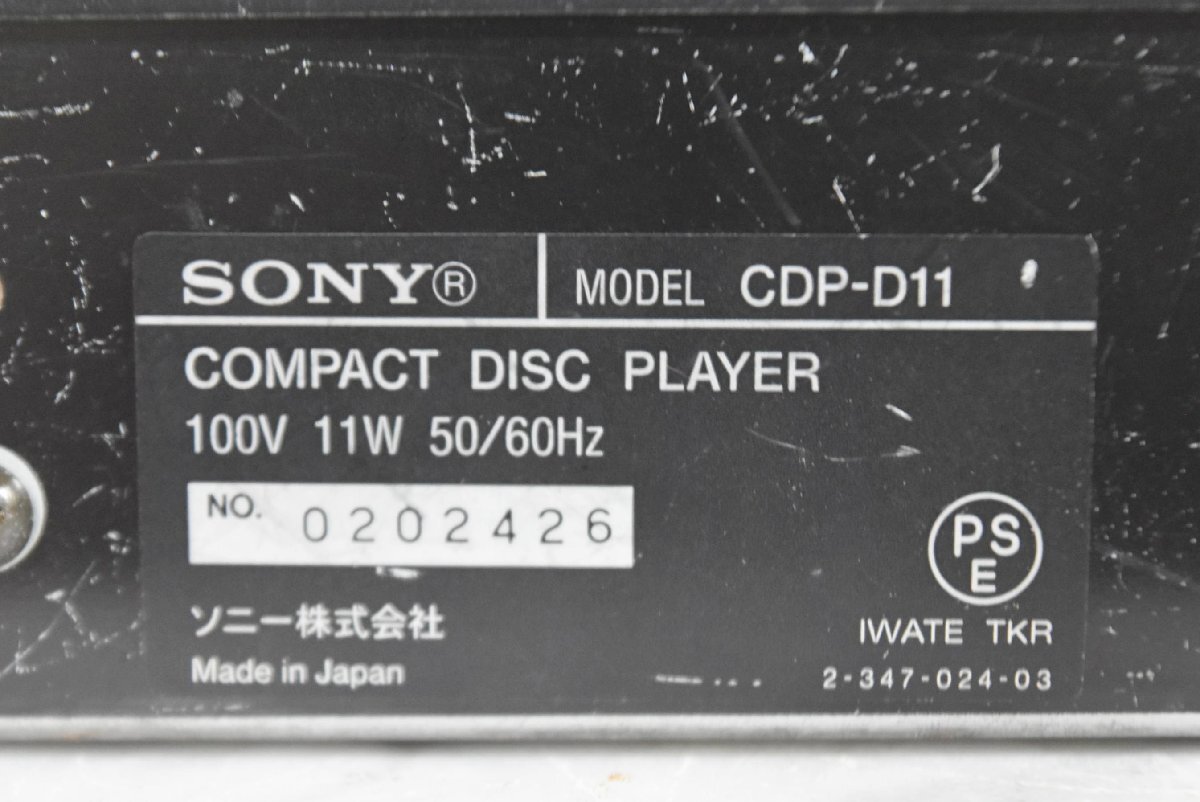 SONY® MODEL CDP-D11
COMPACT DISC PLAYER
100V 11W 50/60Hz
NO. 0202426
PS
E
ソニー株式会社
IWATE TKR
Made in Japan
2-347-024-03